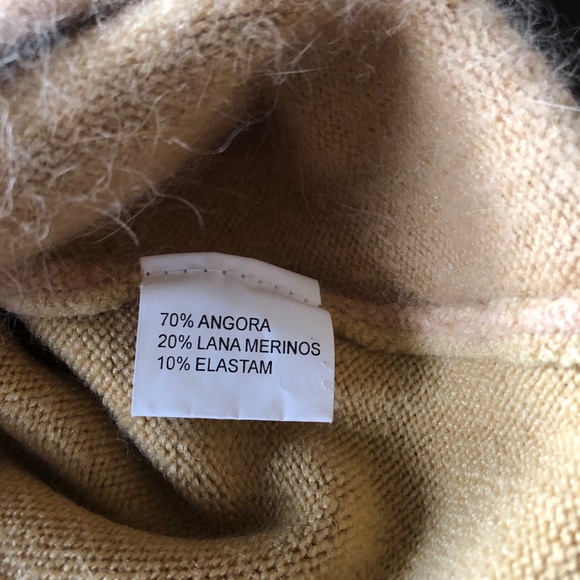 70% ANGORA
20% LANA MERINOS
10% ELASTAM